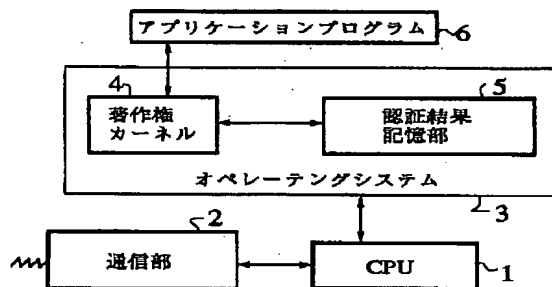 アプリケーションプログラム
6
4
5
著作権
カーネル
認証結果
記憶部
オペレーテングシステム
3
2
通信部
CPU
1